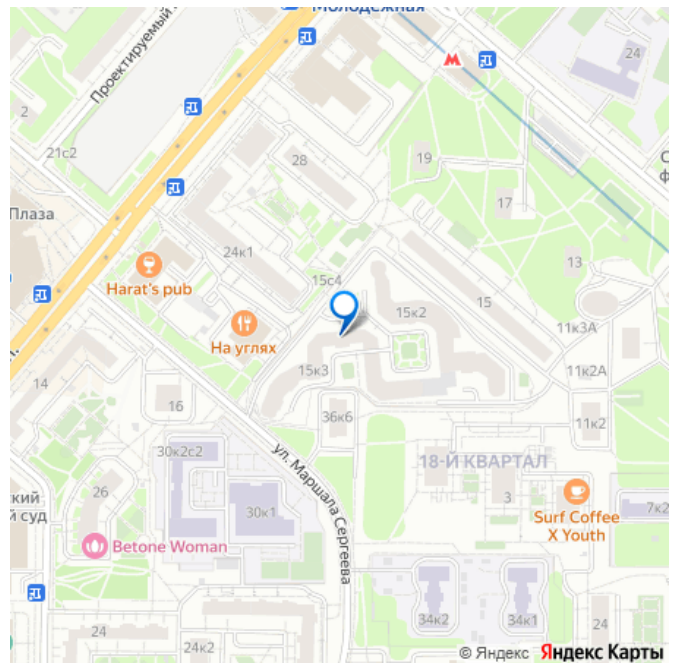 Молодёжная
Проектируемый
24
2
21с2
28
19
17
Плаза
24к1
13
Harat's pub
15с4
15к2
15
11к3А
На углях
15к3
11к2А
14
16
36к6
11к2
30к2с2
ул. Маршала Сергеева
18-Й КВАРТАЛ
26
30к1
3
7к2
Surf Coffee
X Youth
Betone Woman
34к2
34к1
24
24
24к2
© Яндекс Яндекс Карты